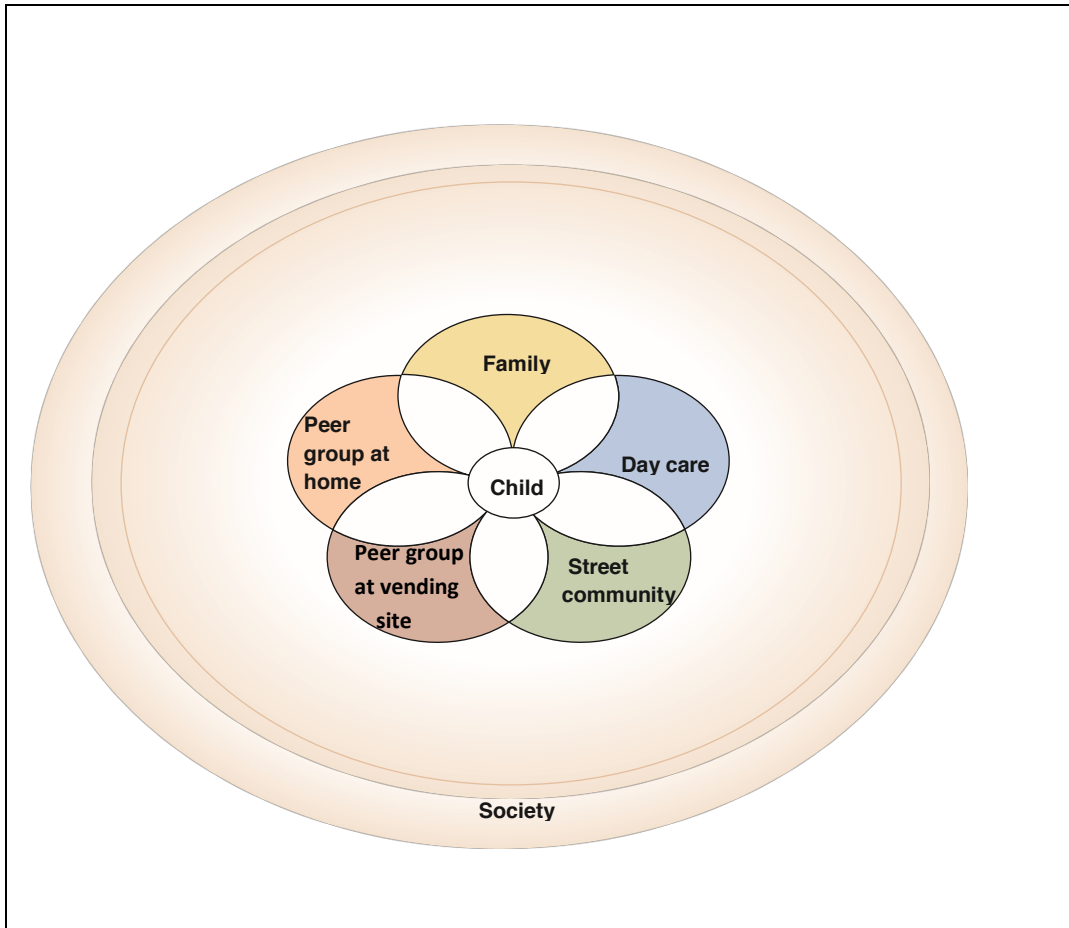 Family
Peer
group at
home
Day care
Child
Peer group
at vending
site
Street
community
Society